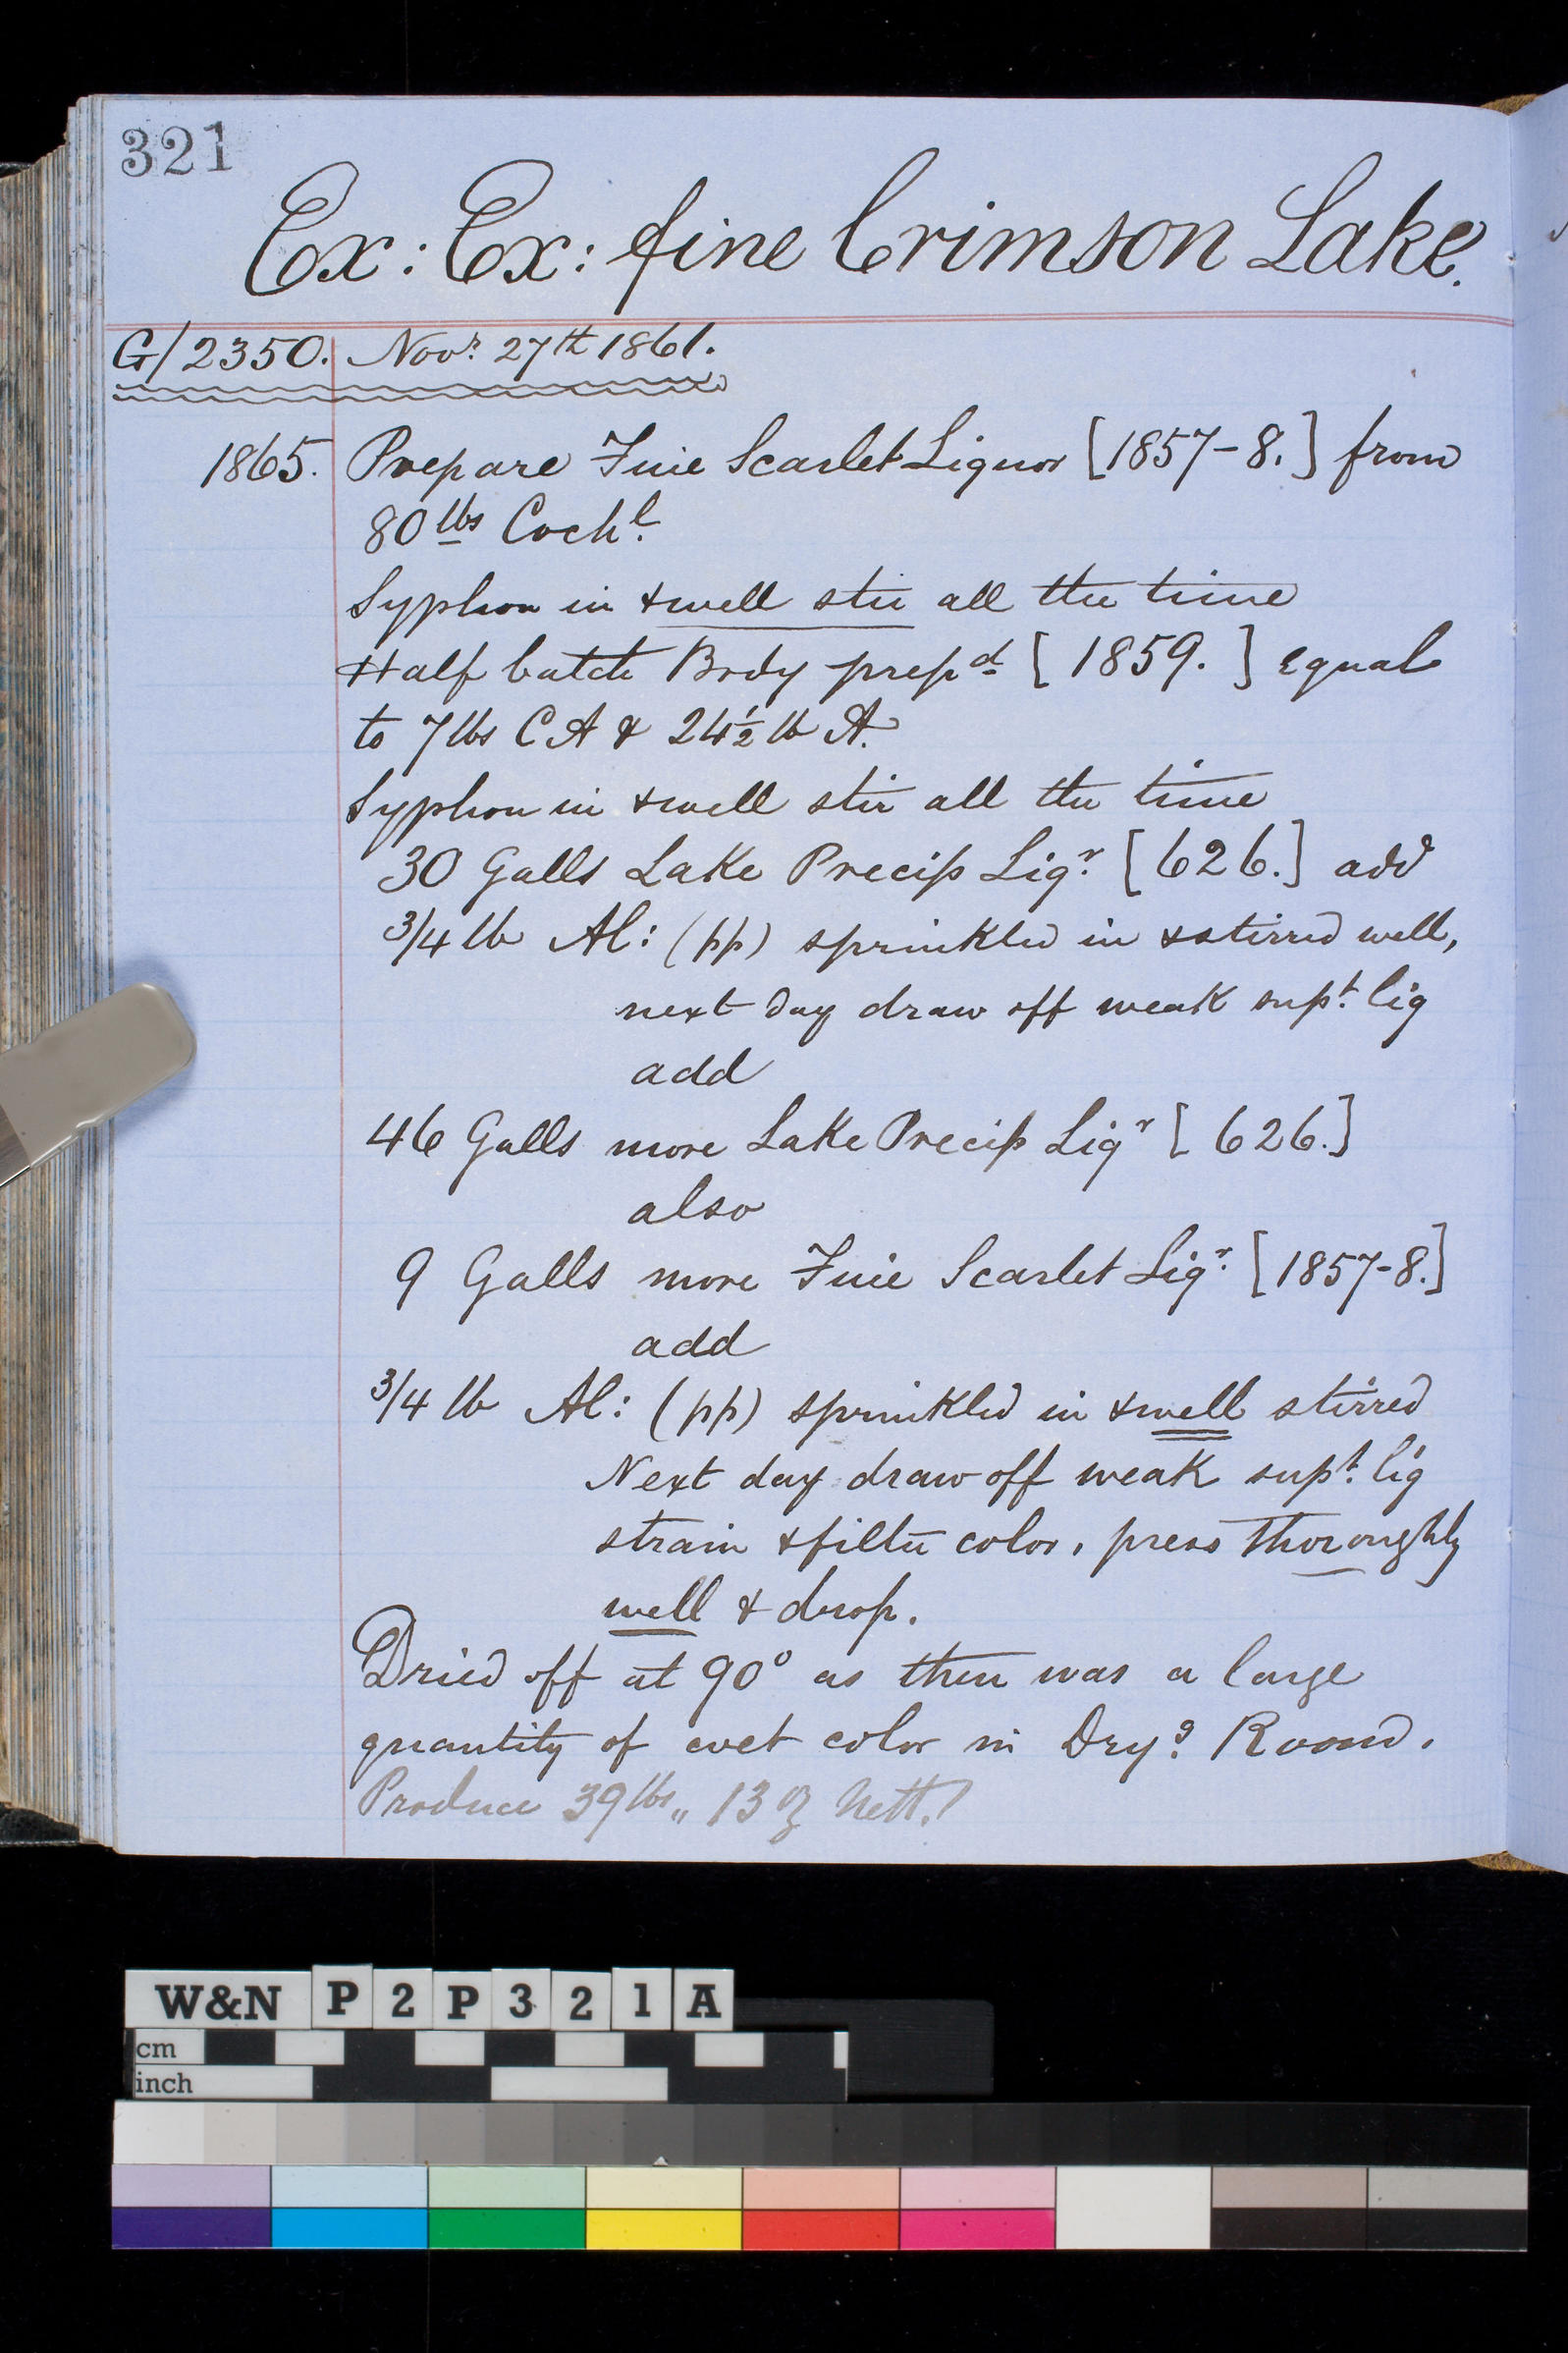 321
Ex: Ex: fine Crimson Lake.
G/2350. Novr. 27th 1861.
1865. Prepare Fine Scarlet Liquor [1857-8.] from
80 lbs Cochl.
Syphon in & well stir all the time
Half batch Body prepd [1859.] equal
to 7 lbs C A & 24½ lb A.
Syphon in & well stir all the time
30 Galls Lake Precip Liqr. [626.] add
3/4 lb Al: (pp) sprinkled in & stirred well,
next day draw off weak supt. liq
add
46 Galls more Lake Precip Liqr [626.]
also
9 Galls more Fine Scarlet Liqr. [1857-8.]
add
3/4 lb Al: (pp) sprinkled in & well stirred
Next day draw off weak supt. liq
strain & filter color, press thoroughly
well & drop.
Dried off at 90° as there was a large
quantity of wet color in Dryg. Room.
Produce 39 lbs,, 13 oz Nett.!
W&N P2P321A
cm
inch